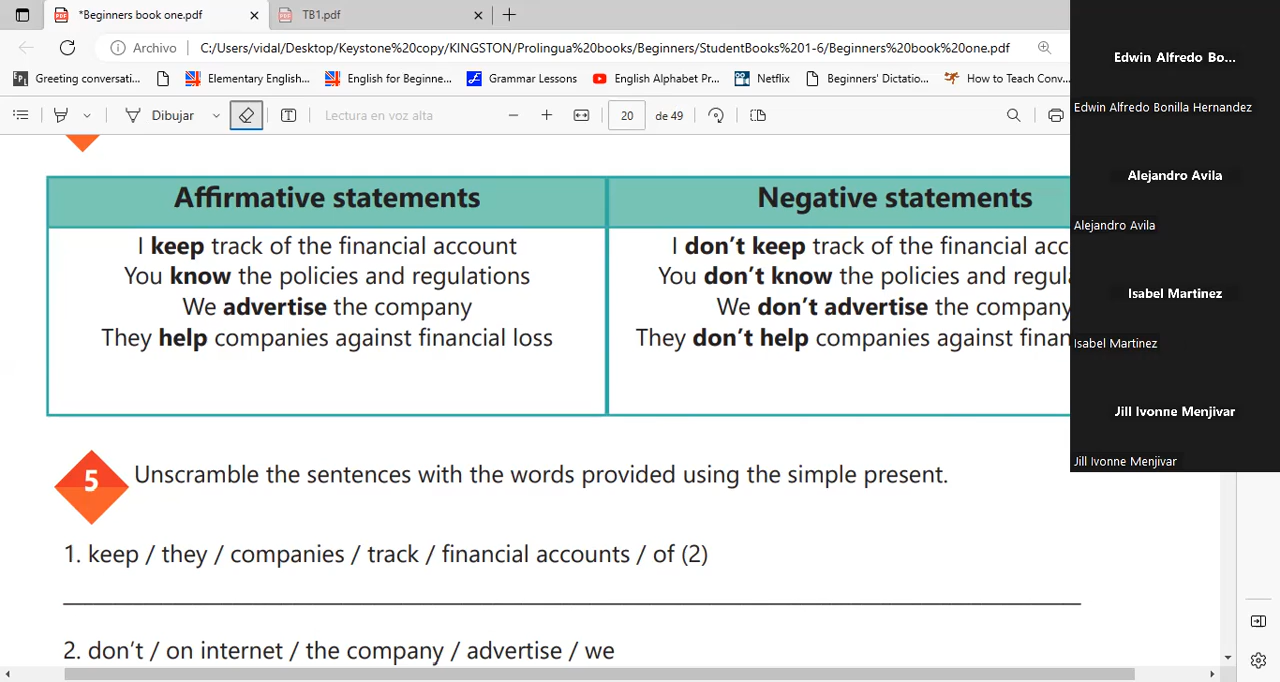 *Beginners book one.pdf
TB1.pdf
Archivo
C:/Users/vidal/Desktop/Keystone%20copy/KINGSTON/Prolingua%20books/Beginners/StudentBooks%201-6/Beginners%20book%20one.pdf
Greeting conversati...
Elementary English...
English for Beginne...
Grammar Lessons
English Alphabet Pr...
Netflix
Beginners' Dictatio...
How to Teach Conv...
Dibujar
Lectura en voz alta
20
de 49
Edwin Alfredo Bo...
Edwin Alfredo Bonilla Hernandez
Alejandro Avila
Alejandro Avila
Isabel Martinez
Isabel Martinez
Jill Ivonne Menjivar
Jill Ivonne Menjivar
Affirmative statements
I keep track of the financial account
You know the policies and regulations
We advertise the company
They help companies against financial loss
Negative statements
I don't keep track of the financial acc
You don't know the policies and regul
We don't advertise the company
They don't help companies against finan
5
Unscramble the sentences with the words provided using the simple present.
1. keep / they / companies / track / financial accounts / of (2)
2. don't / on internet / the company / advertise / we